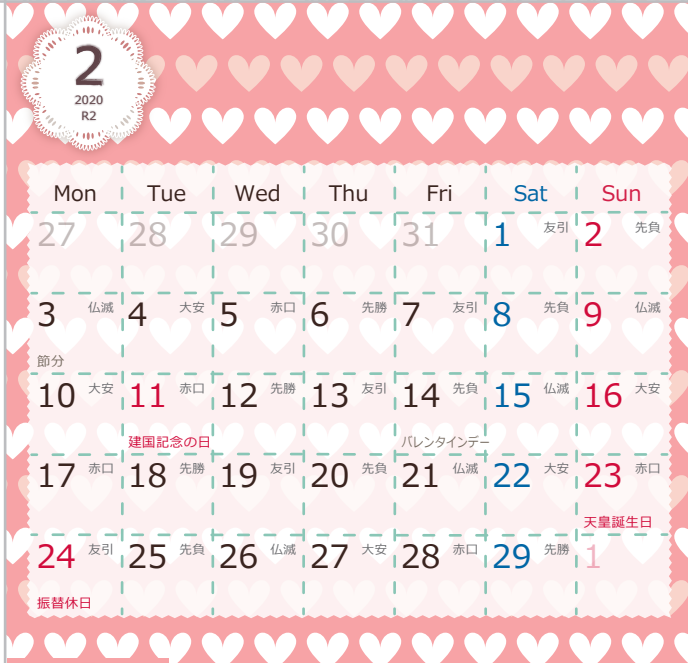 2
2020
R2
Mon Tue Wed Thu Fri Sat Sun
27 28 29 30 31 1 友引 2 先負
3 仏滅 4 大安 5 赤口 6 先勝 7 友引 8 先負 9 仏滅
節分
10 大安 11 赤口 12 先勝 13 友引 14 先負 15 仏滅 16 大安
建国記念の日 バレンタインデー
17 赤口 18 先勝 19 友引 20 先負 21 仏滅 22 大安 23 赤口
天皇誕生日
24 友引 25 先負 26 仏滅 27 大安 28 赤口 29 先勝 1
振替休日